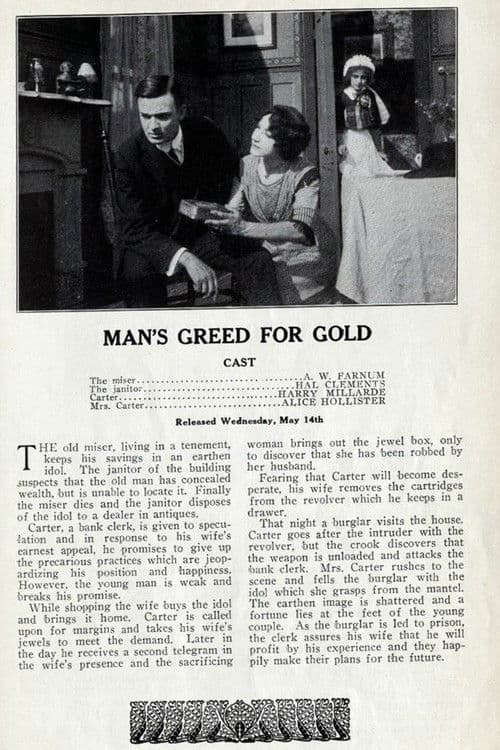 MAN'S GREED FOR GOLD
CAST
The miser..............................A. W. FARNUM
The janitor............................HAL CLEMENTS
Carter..............................HARRY MILLARDE
Mrs. Carter.........................ALICE HOLLISTER
Released Wednesday, May 14th
THE old miser, living in a tenement,
keeps his savings in an earthen
idol. The janitor of the building
suspects that the old man has concealed
wealth, but is unable to locate it. Finally
the miser dies and the janitor disposes
of the idol to a dealer in antiques.
Carter, a bank clerk, is given to specu-
lation and in response to his wife's
earnest appeal, he promises to give up
the precarious practices which are jeop-
ardizing his position and happiness.
However, the young man is weak and
breaks his promise.
While shopping the wife buys the idol
and brings it home. Carter is called
upon for margins and takes his wife's
jewels to meet the demand. Later in
the day he receives a second telegram in
the wife's presence and the sacrificing
woman brings out the jewel box, only
to discover that she has been robbed by
her husband.
Fearing that Carter will become des-
perate, his wife removes the cartridges
from the revolver which he keeps in a
drawer.
That night a burglar visits the house.
Carter goes after the intruder with the
revolver, but the crook discovers that
the weapon is unloaded and attacks the
bank clerk. Mrs. Carter rushes to the
scene and fells the burglar with the
idol which she grasps from the mantel.
The earthen image is shattered and a
fortune lies at the feet of the young
couple. As the burglar is led to prison,
the clerk assures his wife that he will
profit by his experience and they hap-
pily make their plans for the future.